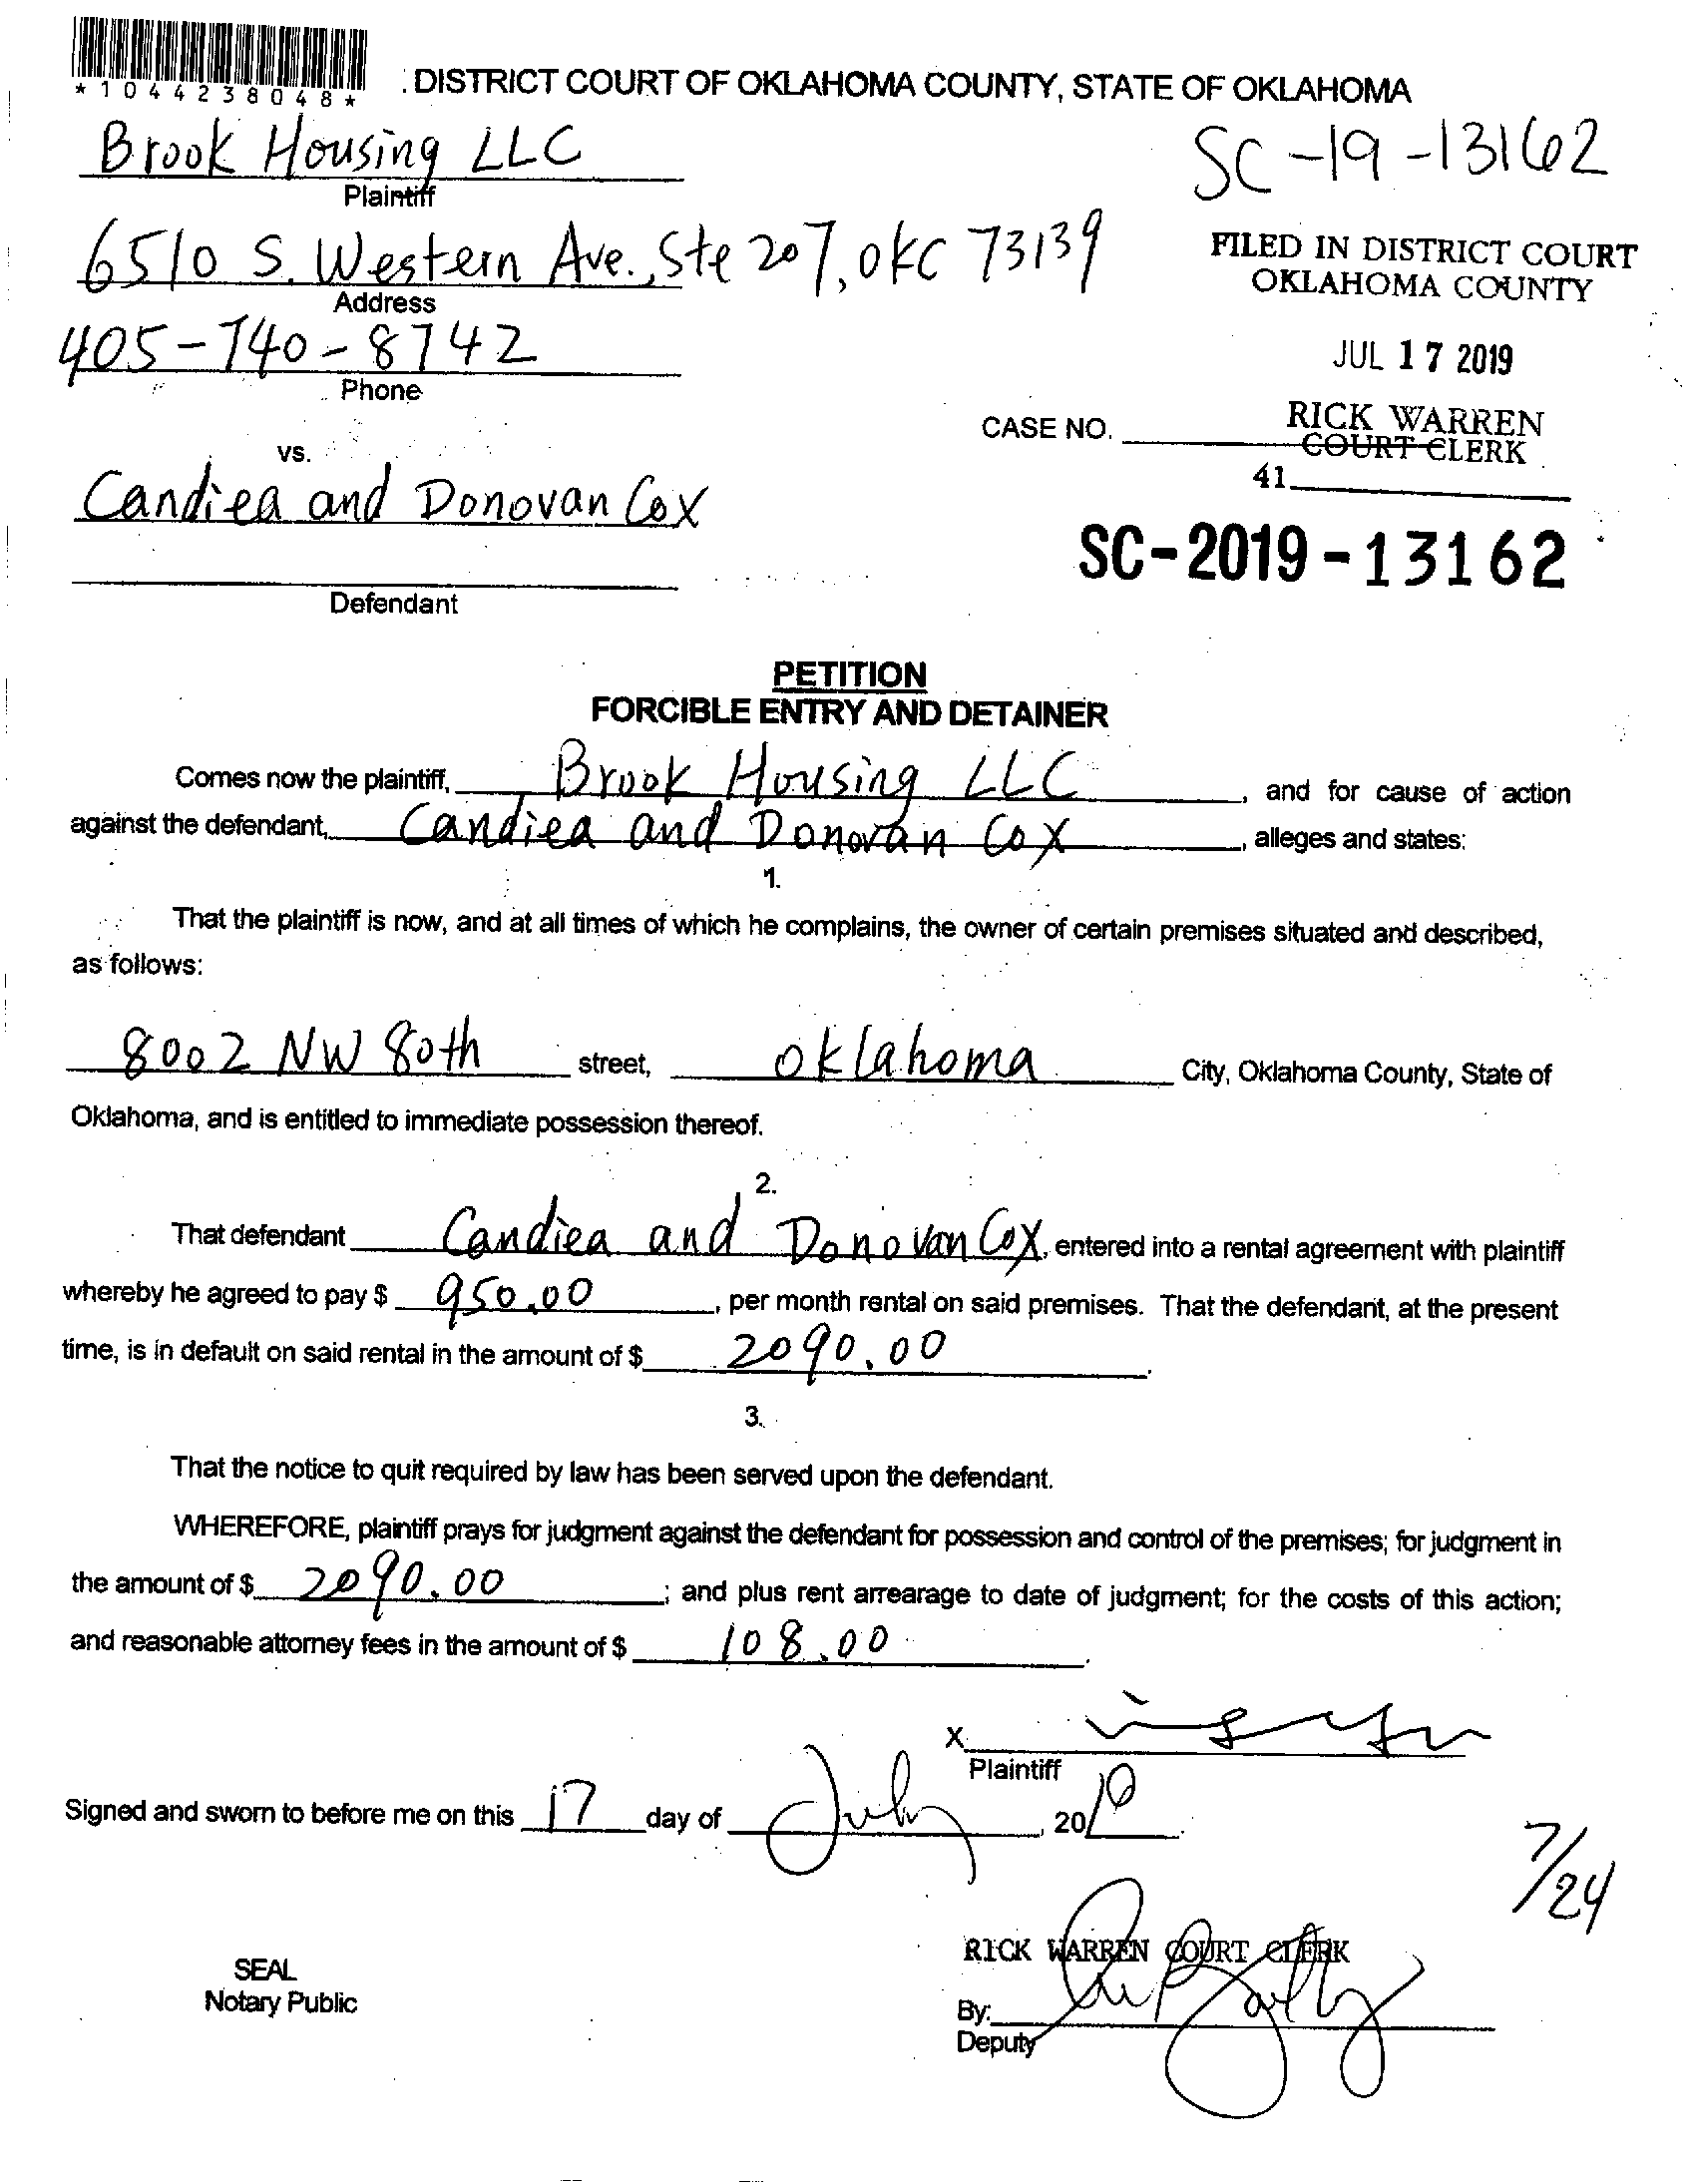 *1044238048*
DISTRICT COURT OF OKLAHOMA COUNTY, STATE OF OKLAHOMA
Brook Housing LLC
Plaintiff
SC-19-13162
6510 S. Western Ave., Ste 207, OKC 73139
Address
FILED IN DISTRICT COURT
OKLAHOMA COUNTY
405-740-8742
Phone
JUL 17 2019
CASE NO.
RICK WARREN
COURT CLERK
41
vs.
Candiea and Donovan Cox
SC-2019-13162
Defendant
PETITION
FORCIBLE ENTRY AND DETAINER
Comes now the plaintiff, Brook Housing LLC, and for cause of action
against the defendant, Candiea and Donovan Cox, alleges and states:
1.
That the plaintiff is now, and at all times of which he complains, the owner of certain premises situated and described,
as follows:
8002 NW 80th street, Oklahoma City, Oklahoma County, State of
Oklahoma, and is entitled to immediate possession thereof.
2.
That defendant Candiea and Donovan Cox, entered into a rental agreement with plaintiff
whereby he agreed to pay $ 950.00, per month rental on said premises. That the defendant, at the present
time, is in default on said rental in the amount of $ 2090.00.
3.
That the notice to quit required by law has been served upon the defendant.
WHEREFORE, plaintiff prays for judgment against the defendant for possession and control of the premises; for judgment in
the amount of $ 2090.00; and plus rent arrearage to date of judgment; for the costs of this action;
and reasonable attorney fees in the amount of $ 108.00.
X
Plaintiff
Signed and sworn to before me on this 17 day of July, 20
7/24
RICK WARREN COURT CLERK
SEAL
Notary Public
By:
Deputy